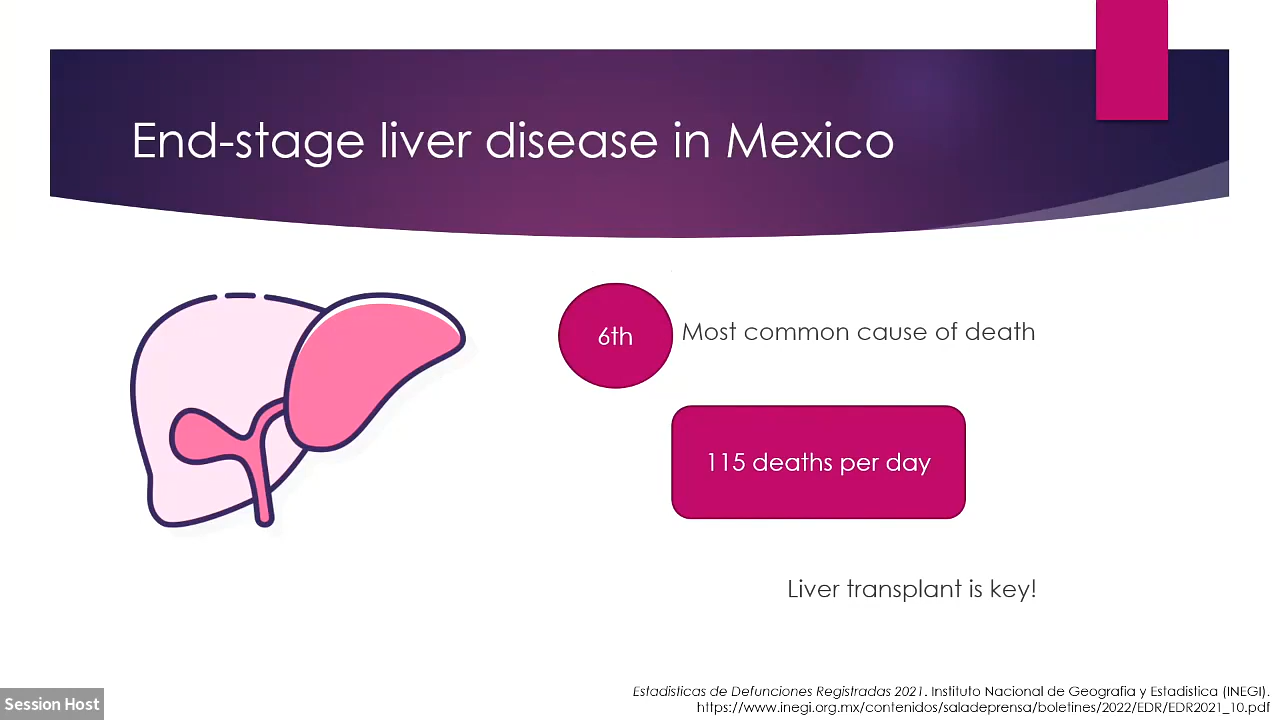 End-stage liver disease in Mexico
6th
Most common cause of death
115 deaths per day
Liver transplant is key!
Estadísticas de Defunciones Registradas 2021. Instituto Nacional de Geografía y Estadística (INEGI).
https://www.inegi.org.mx/contenidos/saladeprensa/boletines/2022/EDR/EDR2021_10.pdf
Session Host